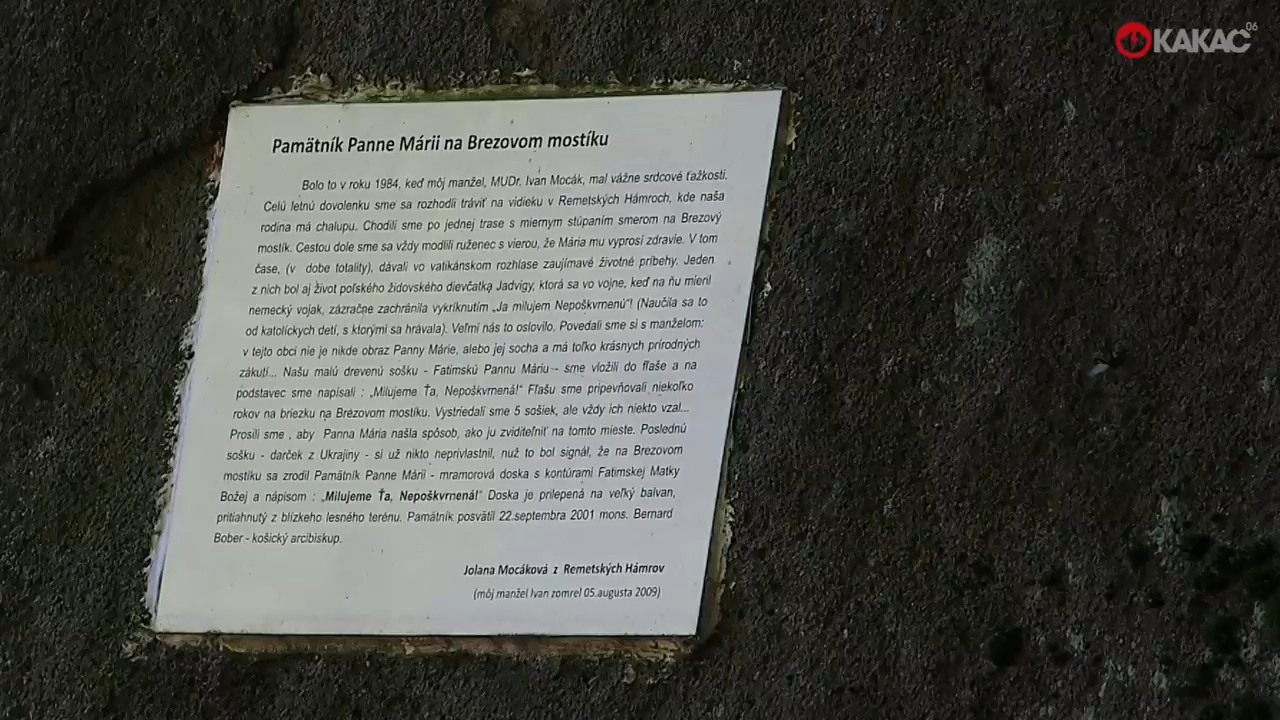 KAKAC06
Pamätník Panne Márii na Brezovom mostíku
Bolo to v roku 1984, keď môj manžel, MUDr. Ivan Mocák, mal vážne srdcové ťažkosti.
Celú letnú dovolenku sme sa rozhodli tráviť na vidieku v Remetských Hámroch, kde naša
rodina má chalupu. Chodili sme po jednej trase s miernym stúpaním smerom na Brezový
mostík. Cestou dole sme sa vždy modlili ruženec s vierou, že Mária mu vyprosí zdravie. V tom
čase, (v dobe totality), dávali vo vatikánskom rozhlase zaujímavé životné príbehy. Jeden
z nich bol aj život poľského židovského dievčatka Jadvigy, ktorá sa vo vojne, keď na ňu mieril
nemecký vojak, zázračne zachránila vykríknutím „Ja milujem Nepoškvrnenú"! (Naučila sa to
od katolíckych detí, s ktorými sa hrávala). Veľmi nás to oslovilo. Povedali sme si s manželom:
v tejto obci nie je nikde obraz Panny Márie, alebo jej socha a má toľko krásnych prírodných
zákutí... Našu malú drevenú sošku - Fatimskú Pannu Máriu - sme vložili do fľaše a na
podstavec sme napísali : „Milujeme Ťa, Nepoškvrnená!" Fľašu sme pripevňovali niekoľko
rokov na briezku na Brezovom mostíku. Vystriedali sme 5 sošiek, ale vždy ich niekto vzal...
Prosili sme , aby Panna Mária našla spôsob, ako ju zviditeľniť na tomto mieste. Poslednú
sošku - darček z Ukrajiny - si už nikto neprivlastnil, nuž to bol signál, že na Brezovom
mostíku sa zrodil Pamätník Panne Márii - mramorová doska s kontúrami Fatimskej Matky
Božej a nápisom : „Milujeme Ťa, Nepoškvrnená!" Doska je prilepená na veľký balvan,
pritiahnutý z blízkeho lesného terénu. Pamätník posvätil 22.septembra 2001 mons. Bernard
Bober - košický arcibiskup.
Jolana Mocáková z Remetských Hámrov
(môj manžel Ivan zomrel 05.augusta 2009)